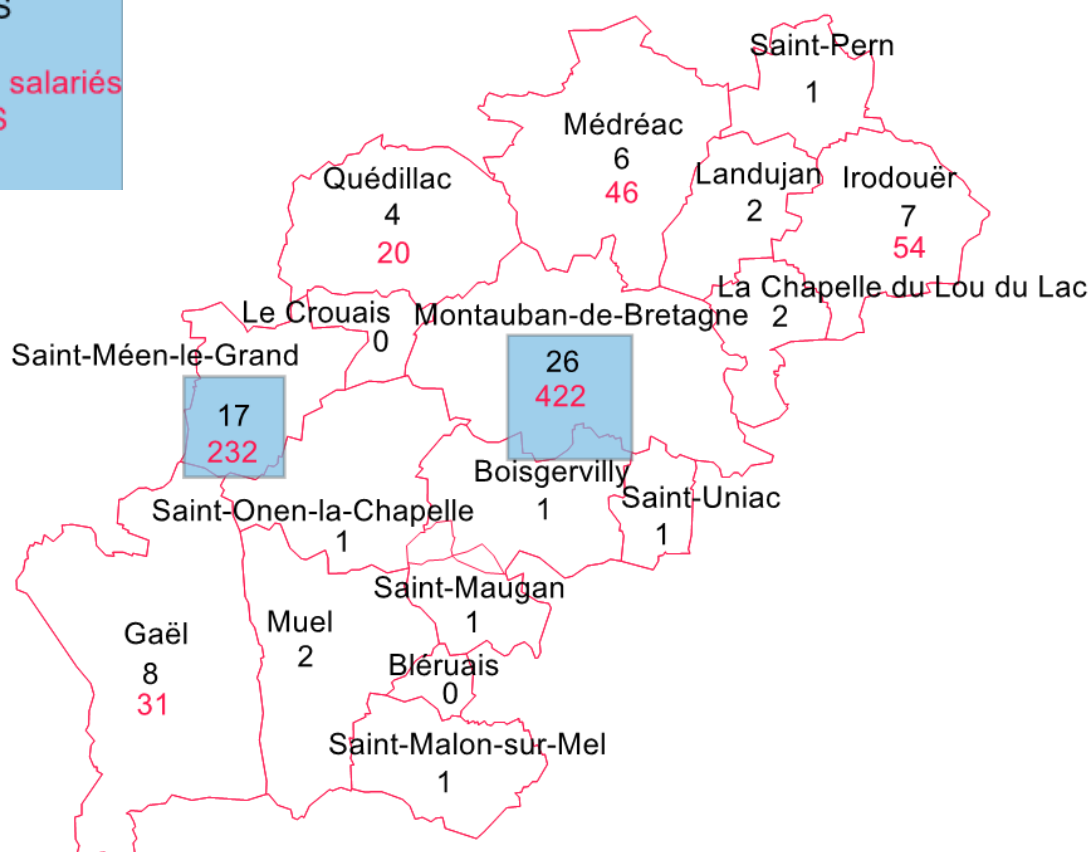 S
salariés
S
Saint-Pern
1
Médréac
6
46
Landujan
2
Irodouër
7
54
Quédillac
4
20
La Chapelle du Lou du Lac
2
Le Crouais
0
Montauban-de-Bretagne
26
422
Saint-Méen-le-Grand
17
232
Boisgervilly
1
Saint-Uniac
1
Saint-Onen-la-Chapelle
1
Saint-Maugan
1
Gaël
8
31
Muel
2
Bléruais
0
Saint-Malon-sur-Mel
1